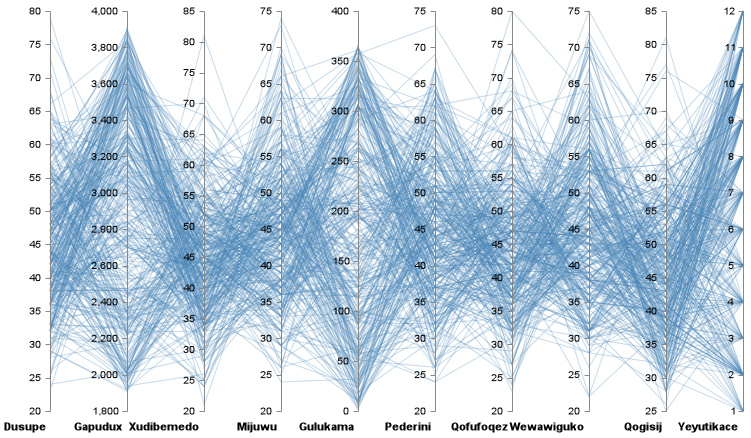 80 75 70 65 60 55 50 45 40 35 30 25 20
4,000 3,800 3,600 3,400 3,200 3,000 2,800 2,600 2,400 2,200 2,000 1,800
85 80 75 70 65 60 55 50 45 40 35 30 25 20
75 70 65 60 55 50 45 40 35 30 25 20
400 350 300 250 200 150 100 50 0
75 70 65 60 55 50 45 40 35 30 25 20
80 75 70 65 60 55 50 45 40 35 30 25 20
75 70 65 60 55 50 45 40 35 30 25 20
85 80 75 70 65 60 55 50 45 40 35 30 25
12 11 10 9 8 7 6 5 4 3 2 1
Dusupe Gapudux Xudibemedo Mijuwu Gulukama Pederini Qofufoqez Wewawiguko Qogisij Yeyutikace